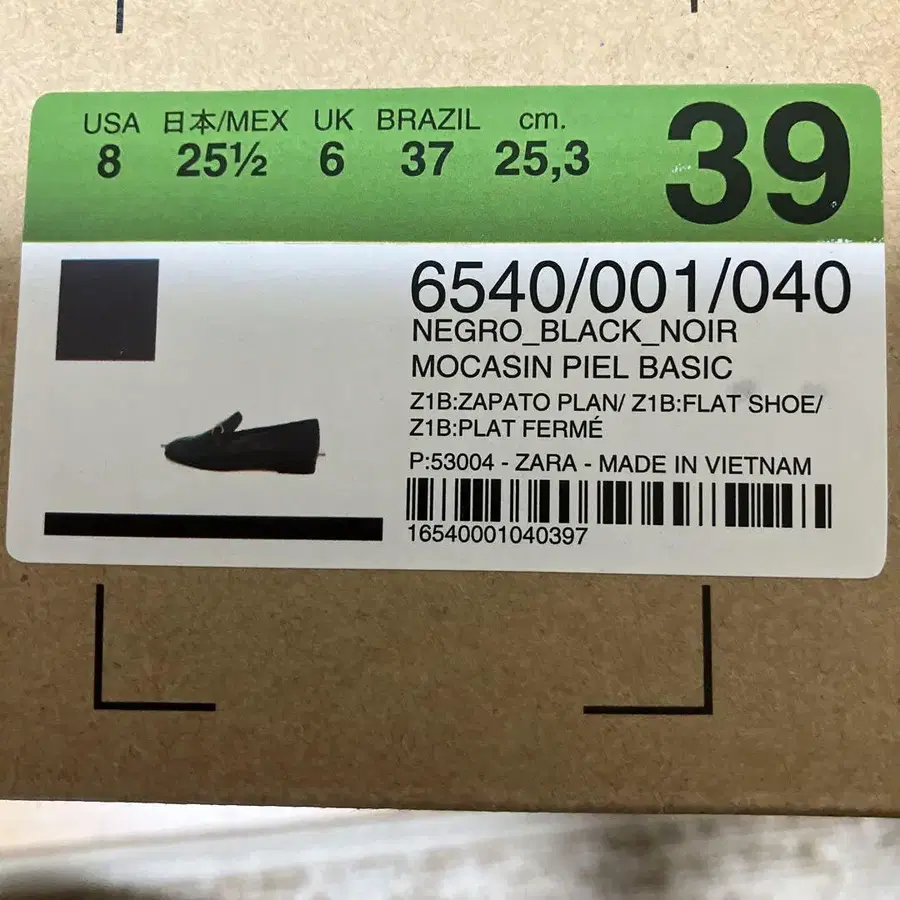 USA 日本/MEX UK BRAZIL cm.
8 25½ 6 37 25,3
39
6540/001/040
NEGRO_BLACK_NOIR
MOCASIN PIEL BASIC
Z1B:ZAPATO PLAN/ Z1B:FLAT SHOE/
Z1B:PLAT FERMÉ
P:53004 - ZARA - MADE IN VIETNAM
16540001040397